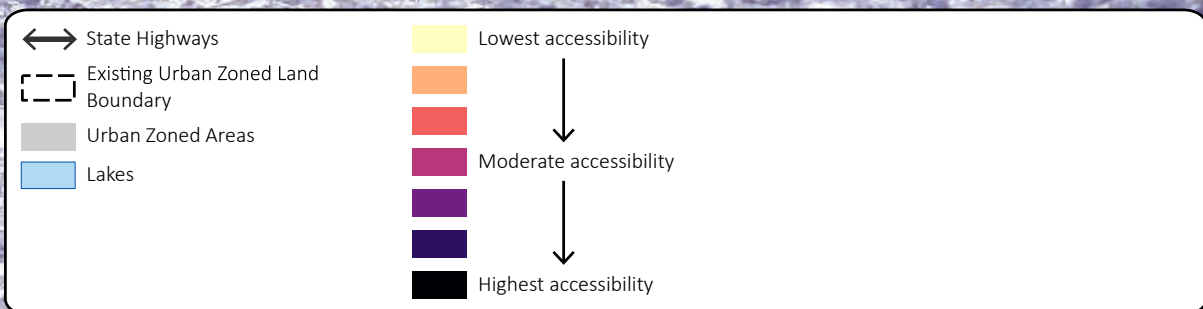 State Highways
Existing Urban Zoned Land
Boundary
Urban Zoned Areas
Lakes
Lowest accessibility
Moderate accessibility
Highest accessibility